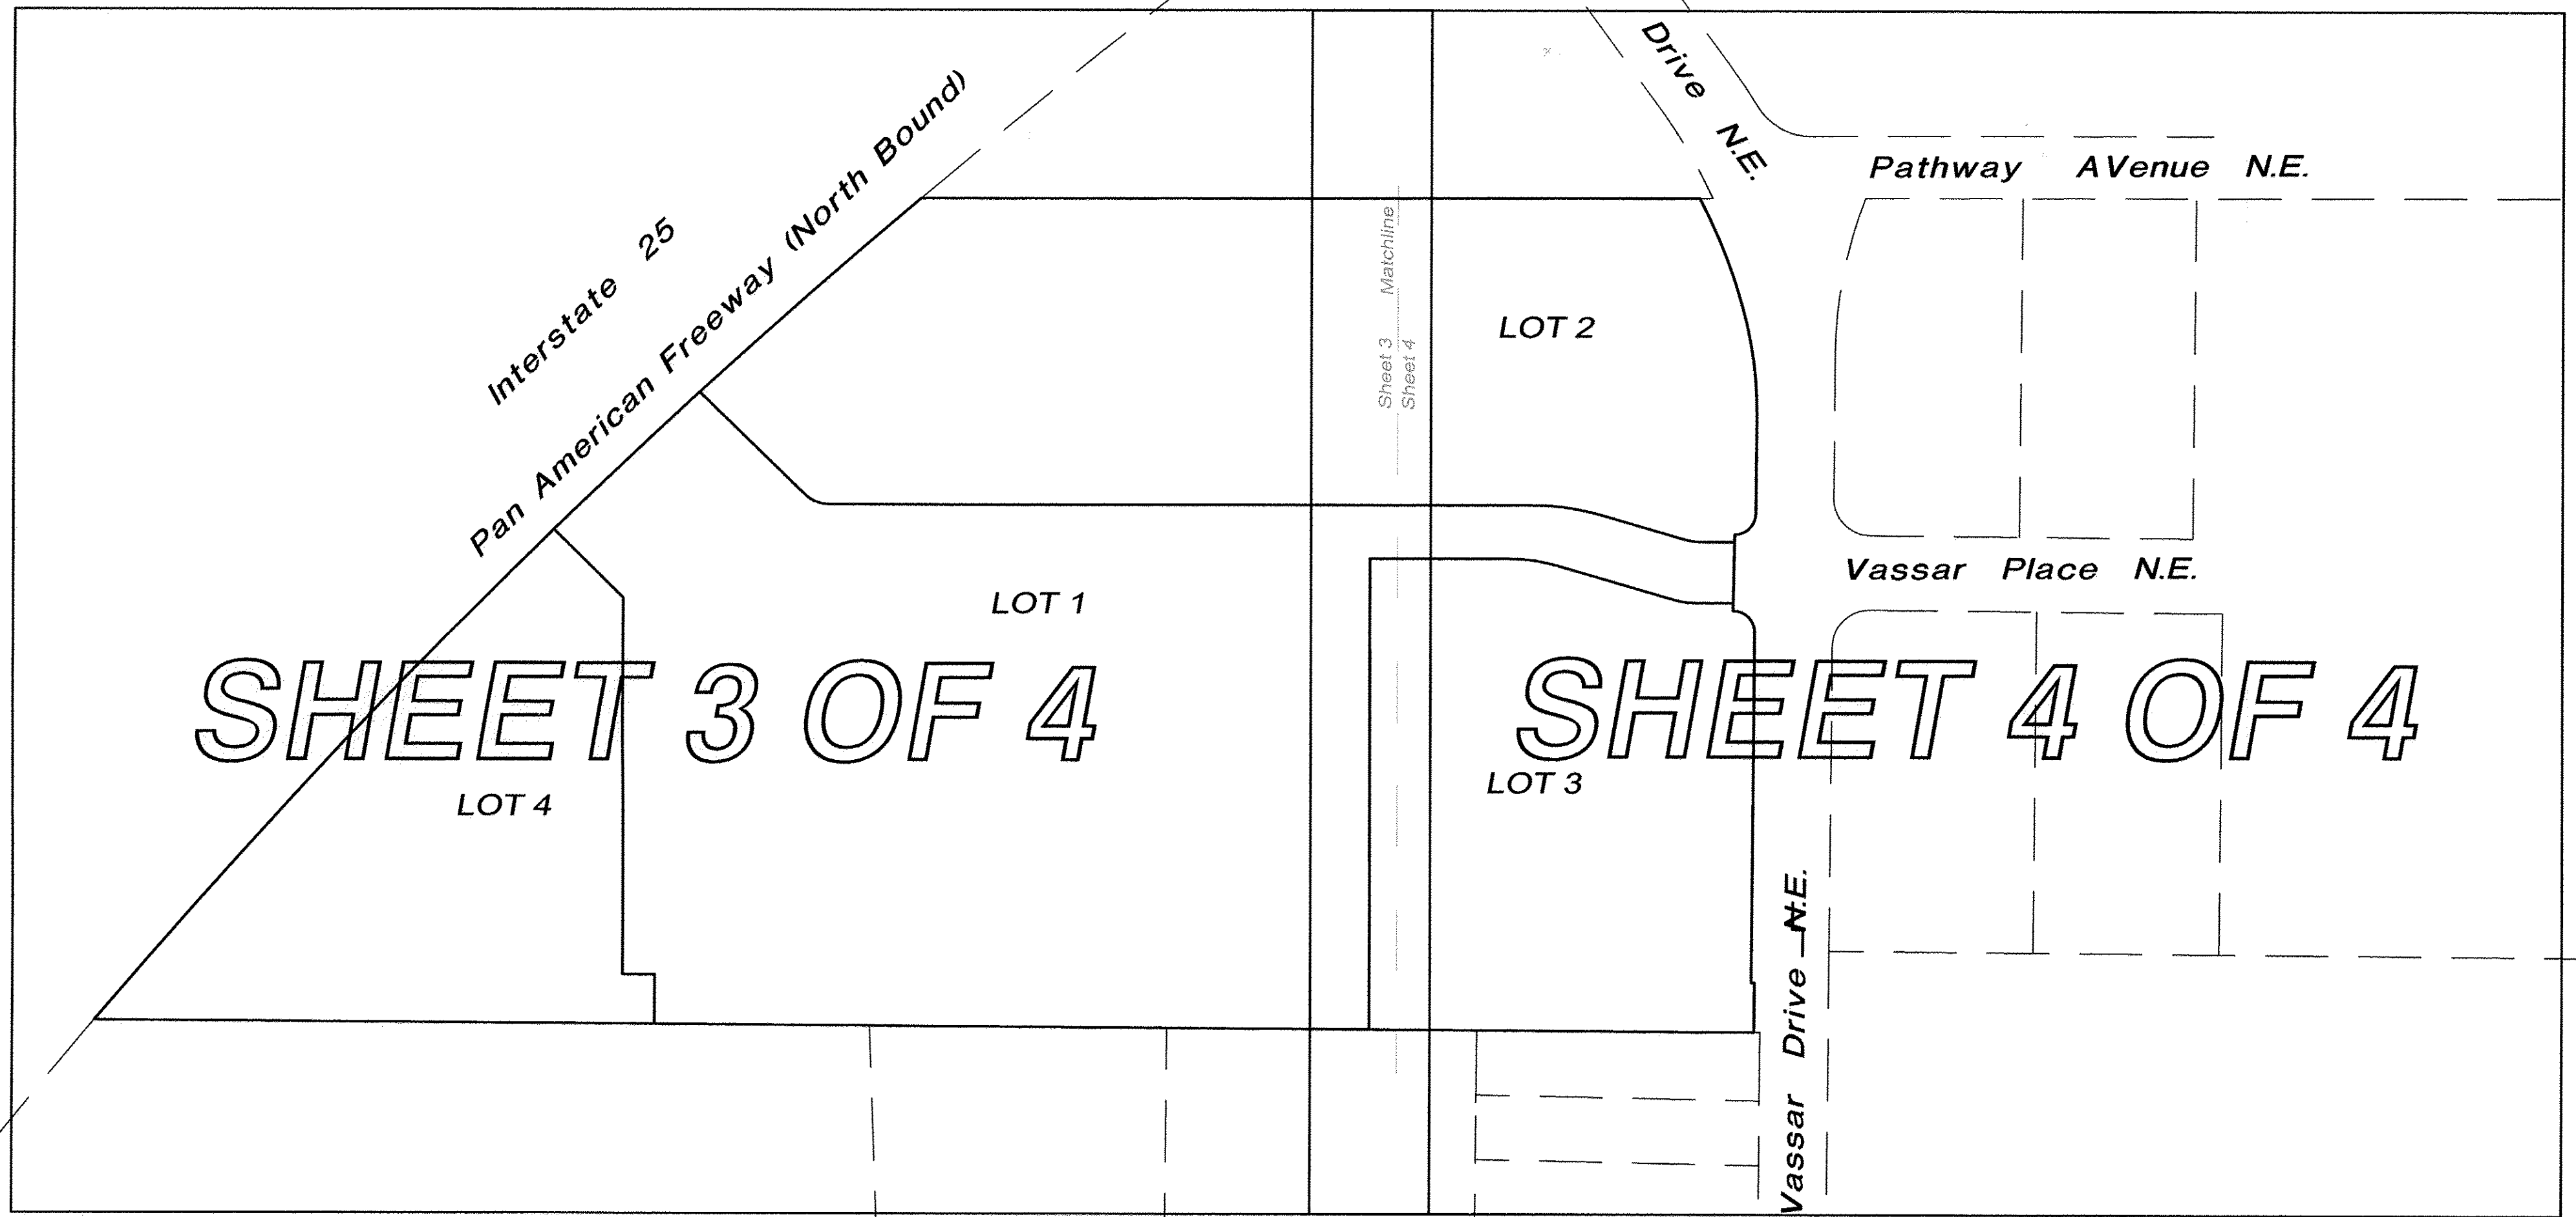 Drive N.E.
Pathway AVenue N.E.
Interstate 25
Pan American Freeway (North Bound)
Sheet 3 Matchline
Sheet 4
LOT 2
Vassar Place N.E.
LOT 1
SHEET 3 OF 4
SHEET 4 OF 4
LOT 4
LOT 3
Vassar Drive N.E.